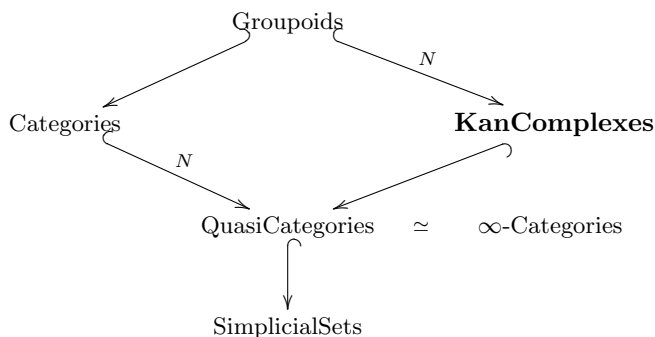 Groupoids
N
Categories
KanComplexes
N
QuasiCategories ≃ ∞-Categories
SimplicialSets